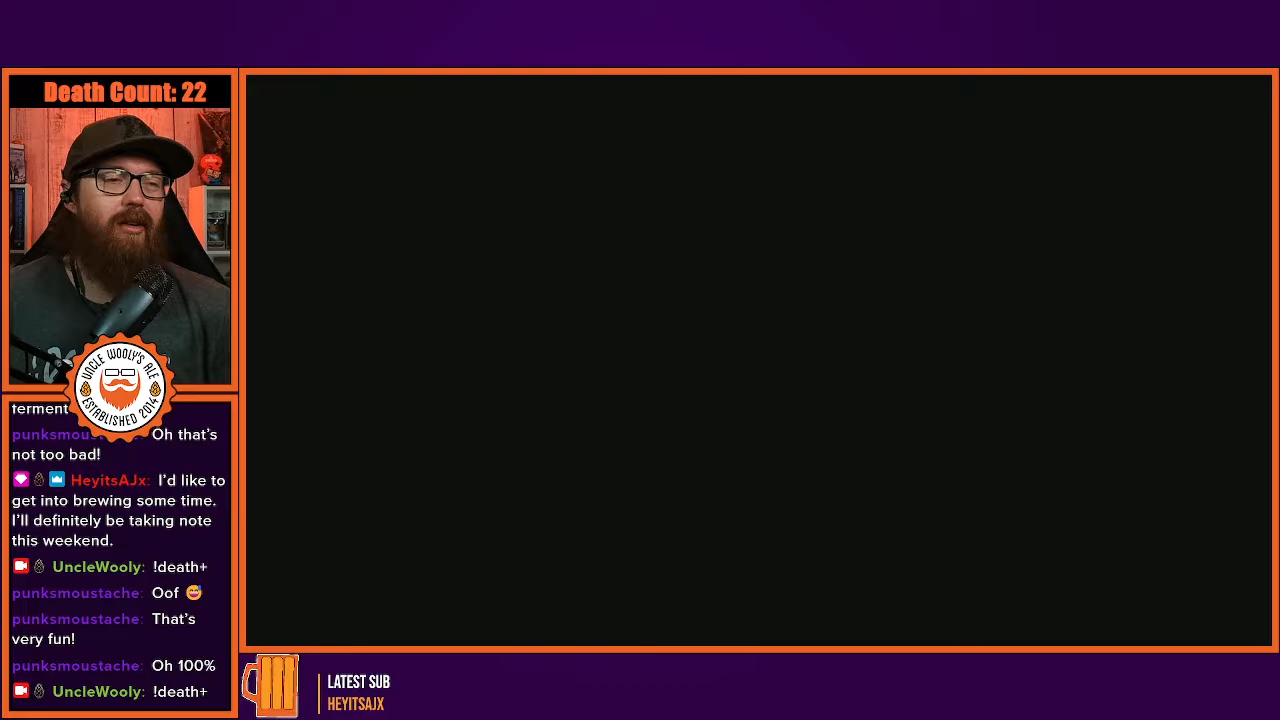 Death Count: 22
UNCLE WOOLY'S ALE
ESTABLISHED 2014
punksmoustache: Oh that's
not too bad!
HeyitsAJx: I'd like to
get into brewing some time.
I'll definitely be taking note
this weekend.
UncleWooly: !death+
punksmoustache: Oof 😅
punksmoustache: That's
very fun!
punksmoustache: Oh 100%
UncleWooly: !death+
LATEST SUB
HEYITSAJX